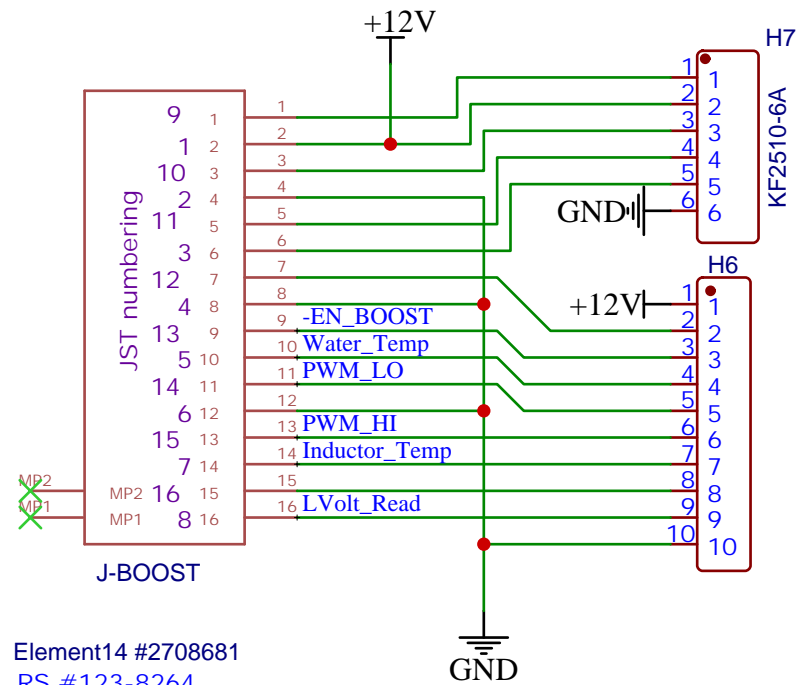 +12V
H7
KF2510-6A
1 1
2 2
3 3
4 4
5 5
6 6
GND
JST numbering
9 1 1
1 2 2
10 3 3
2 4 4
11 5 5
3 6 6
12 7 7
4 8 8
13 9 9 -EN_BOOST
5 10 10 Water_Temp
14 11 11 PWM_LO
6 12 12
15 13 13 PWM_HI
7 14 14 Inductor_Temp
MP2 MP2 16 15 15
MP1 MP1 8 16 16 LVolt_Read
J-BOOST
H6
+12V
1 1
2 2
3 3
4 4
5 5
6 6
7 7
8 8
9 9
10 10
GND
Element14 #2708681
RS #123-8264